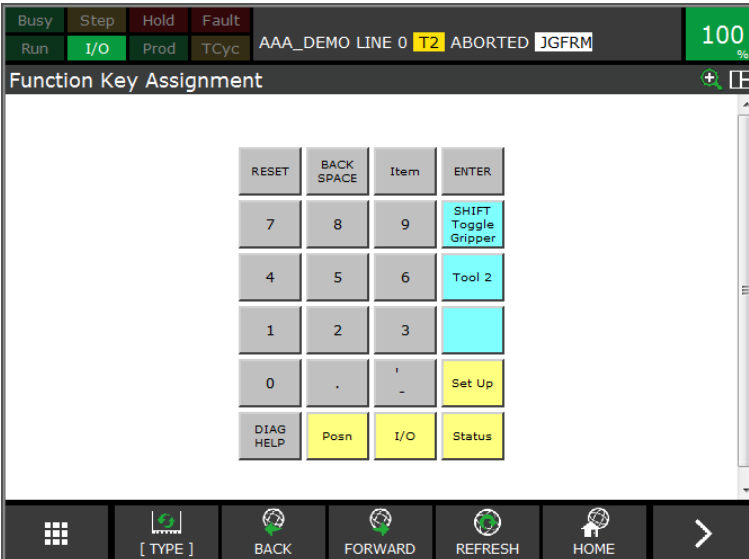 Busy Step Hold Fault
Run I/O Prod TCyc
AAA_DEMO LINE 0 T2 ABORTED JGFRM
100
%
Function Key Assignment
RESET
BACK
SPACE
Item
ENTER
7
8
9
SHIFT
Toggle
Gripper
4
5
6
Tool 2
1
2
3
0
.
'
-
Set Up
DIAG
HELP
Posn
I/O
Status
[ TYPE ]
BACK
FORWARD
REFRESH
HOME